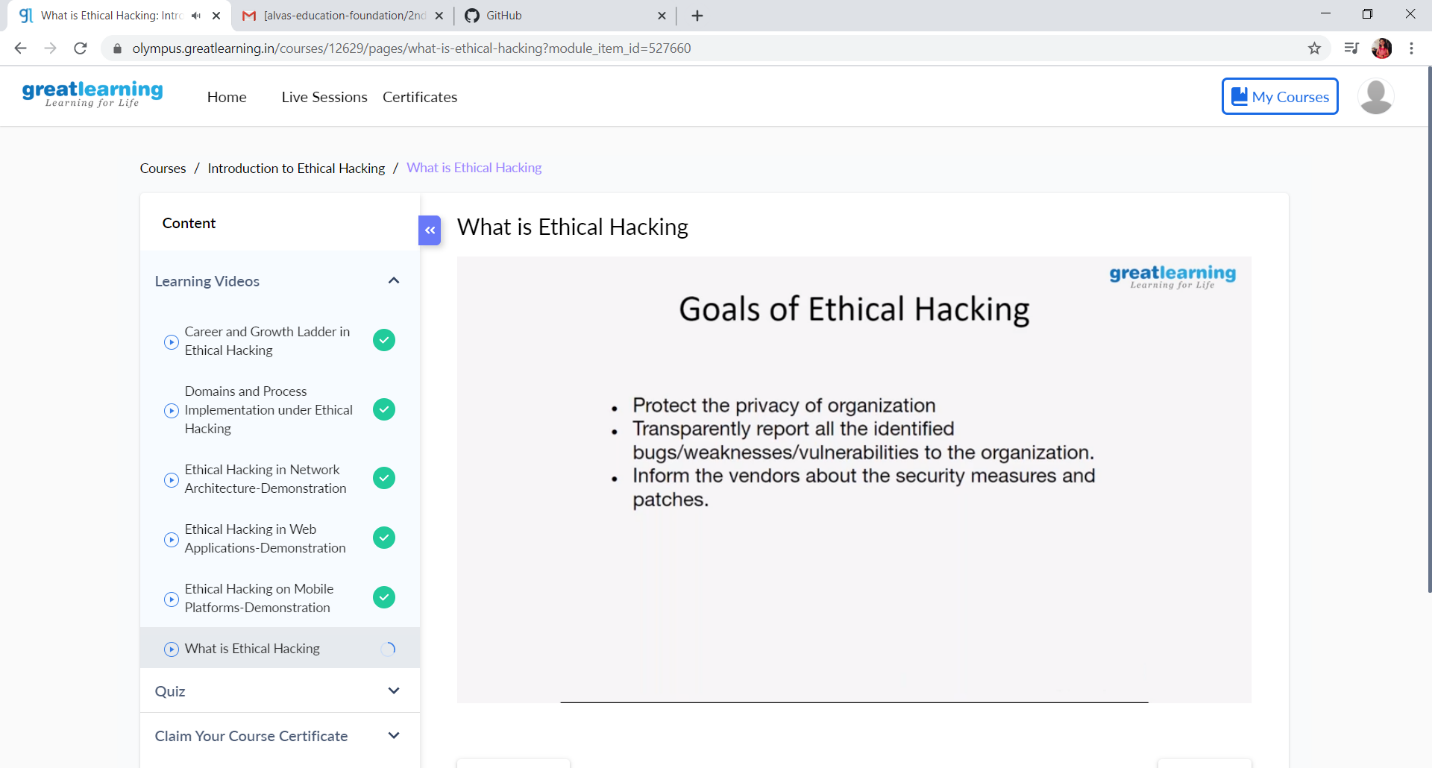 What is Ethical Hacking: Intro
[alvas-education-foundation/2nd
GitHub
olympus.greatlearning.in/courses/12629/pages/what-is-ethical-hacking?module_item_id=527660
greatlearning
Learning for Life
Home
Live Sessions
Certificates
My Courses
Courses / Introduction to Ethical Hacking / What is Ethical Hacking
Content
Learning Videos
Career and Growth Ladder in
Ethical Hacking
Domains and Process
Implementation under Ethical
Hacking
Ethical Hacking in Network
Architecture-Demonstration
Ethical Hacking in Web
Applications-Demonstration
Ethical Hacking on Mobile
Platforms-Demonstration
What is Ethical Hacking
Quiz
Claim Your Course Certificate
What is Ethical Hacking
greatlearning
Learning for Life
Goals of Ethical Hacking
• Protect the privacy of organization
• Transparently report all the identified
bugs/weaknesses/vulnerabilities to the organization.
• Inform the vendors about the security measures and
patches.